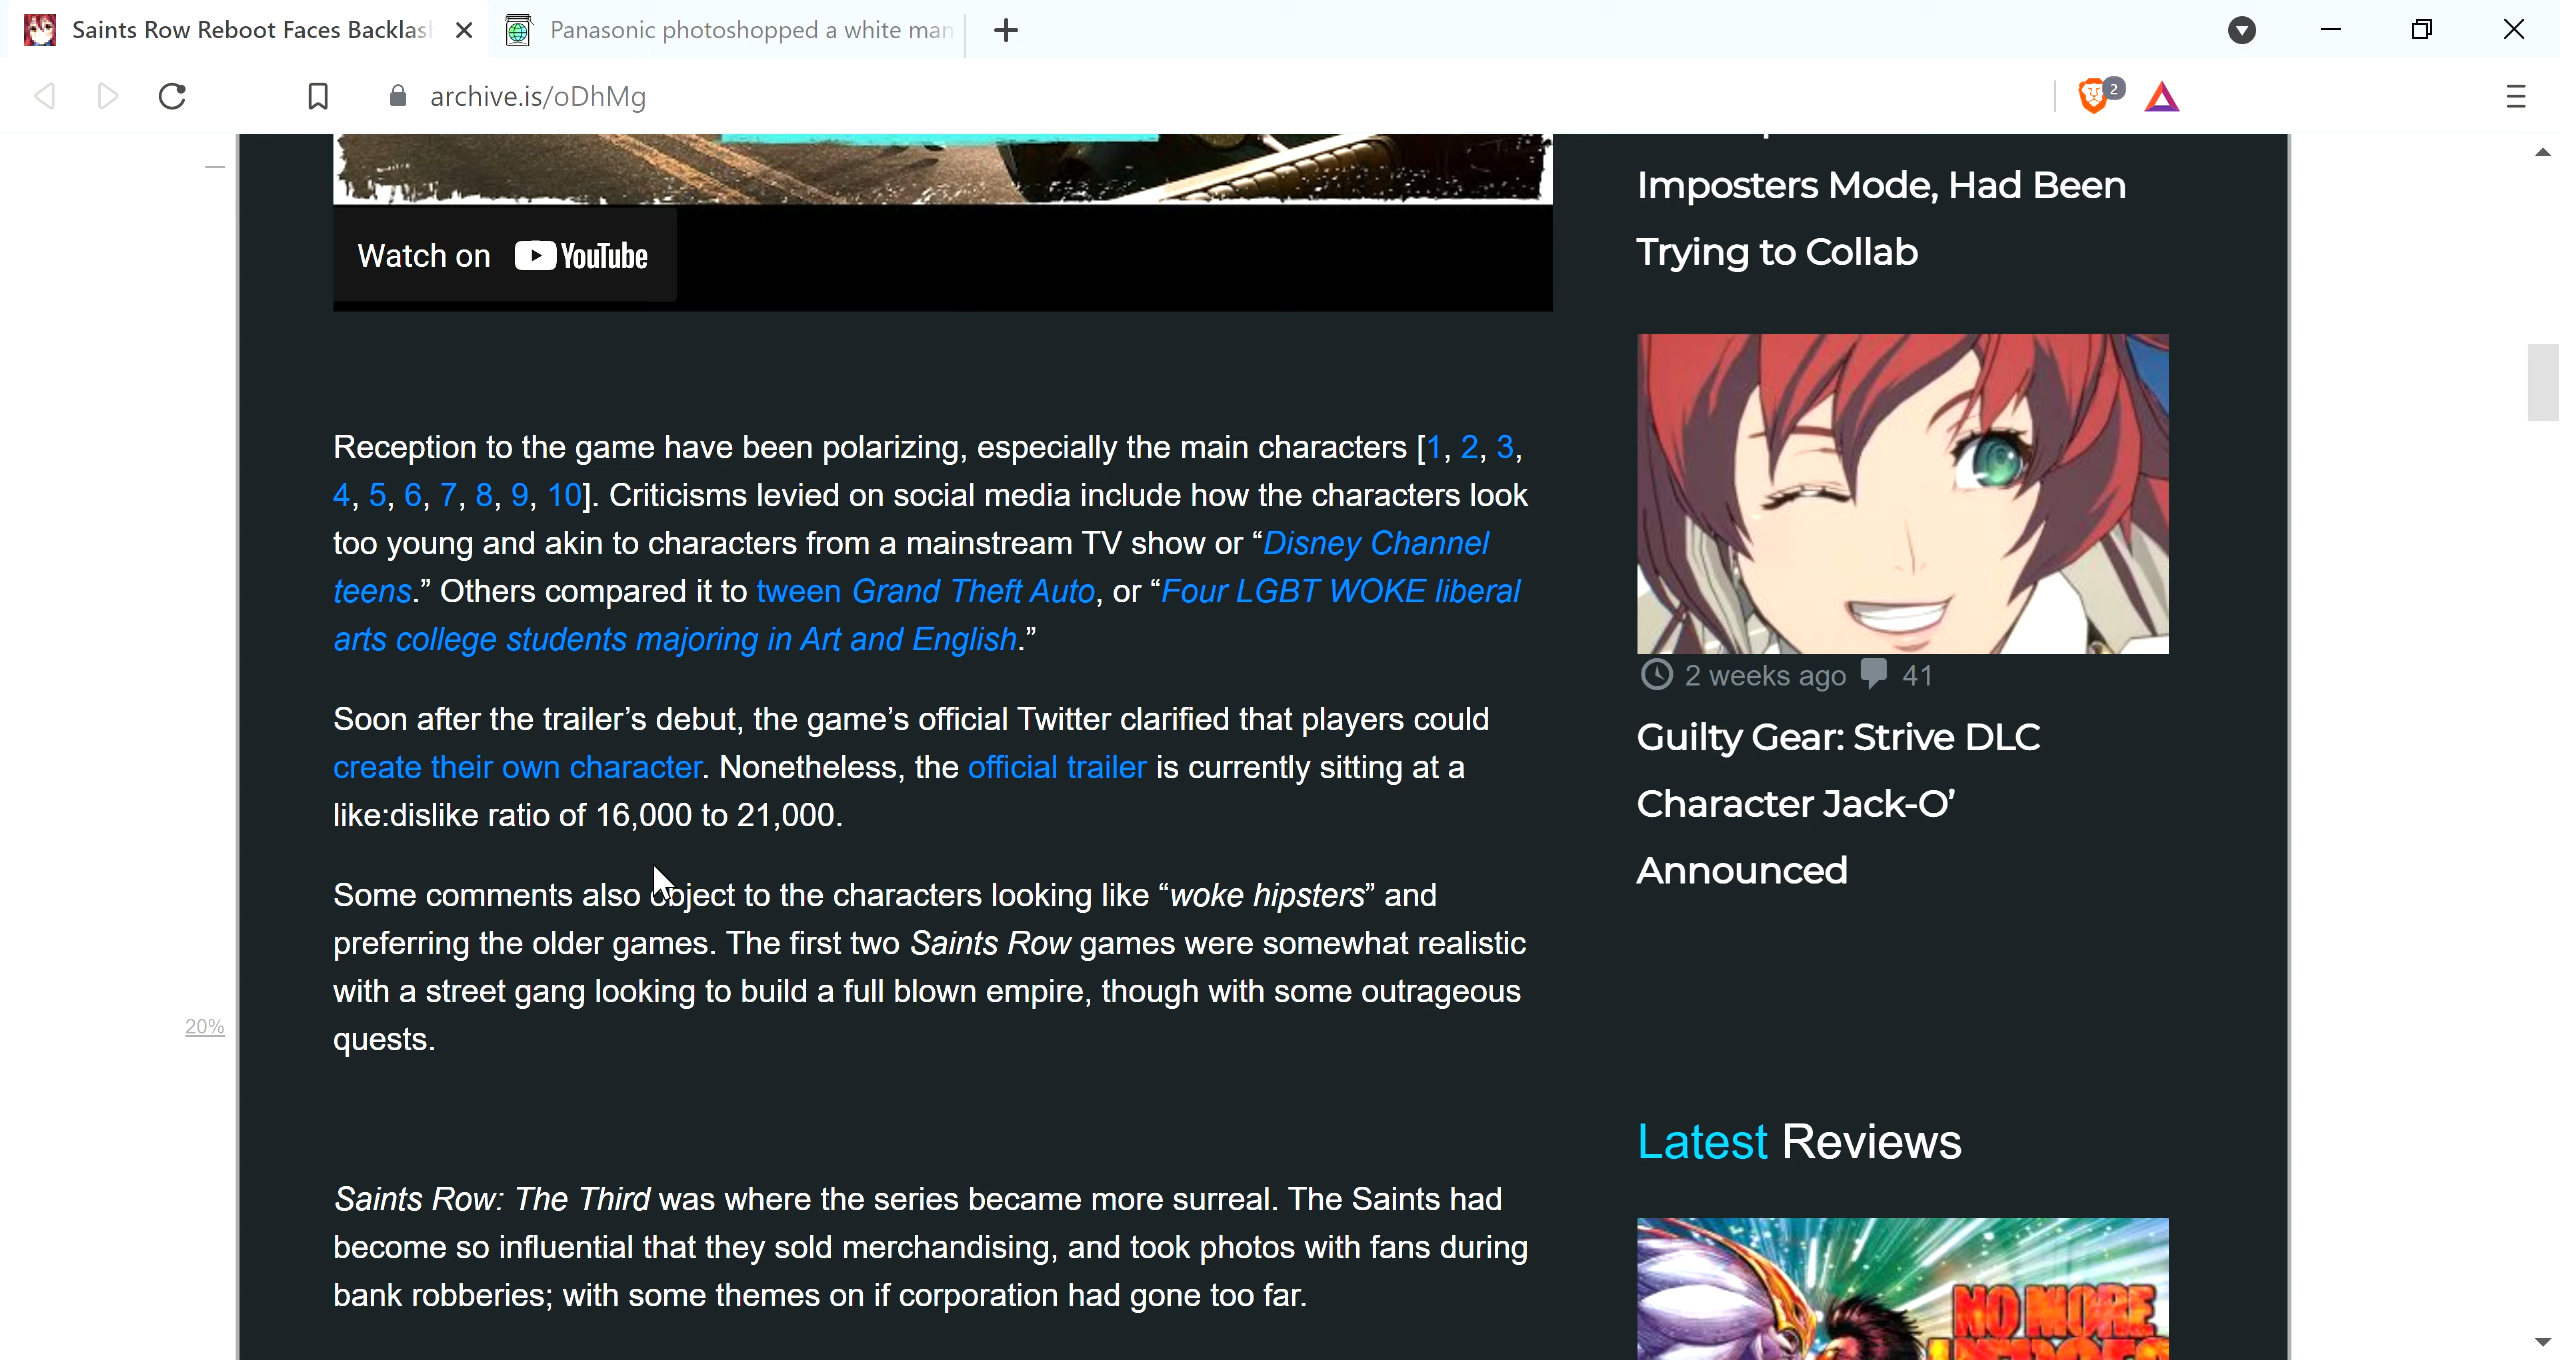 Saints Row Reboot Faces Backlas
Panasonic photoshopped a white man
archive.is/oDhMg
2
Watch on YouTube
Reception to the game have been polarizing, especially the main characters [1, 2, 3,
4, 5, 6, 7, 8, 9, 10]. Criticisms levied on social media include how the characters look
too young and akin to characters from a mainstream TV show or “Disney Channel
teens.” Others compared it to tween Grand Theft Auto, or “Four LGBT WOKE liberal
arts college students majoring in Art and English.”
Soon after the trailer’s debut, the game’s official Twitter clarified that players could
create their own character. Nonetheless, the official trailer is currently sitting at a
like:dislike ratio of 16,000 to 21,000.
Some comments also object to the characters looking like “woke hipsters” and
preferring the older games. The first two Saints Row games were somewhat realistic
with a street gang looking to build a full blown empire, though with some outrageous
quests.
20%
Saints Row: The Third was where the series became more surreal. The Saints had
become so influential that they sold merchandising, and took photos with fans during
bank robberies; with some themes on if corporation had gone too far.
Imposters Mode, Had Been
Trying to Collab
2 weeks ago 41
Guilty Gear: Strive DLC
Character Jack-O’
Announced
Latest Reviews
NO MORE